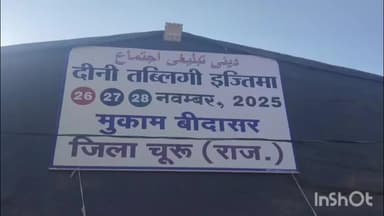 دینی تبلیغی اجتماع
दीनी तब्लिगी इज्तिमा
26 27 28 नवम्बर, 2025
मुकाम बीदासर
जिला चूरू (राज.)
InShOt